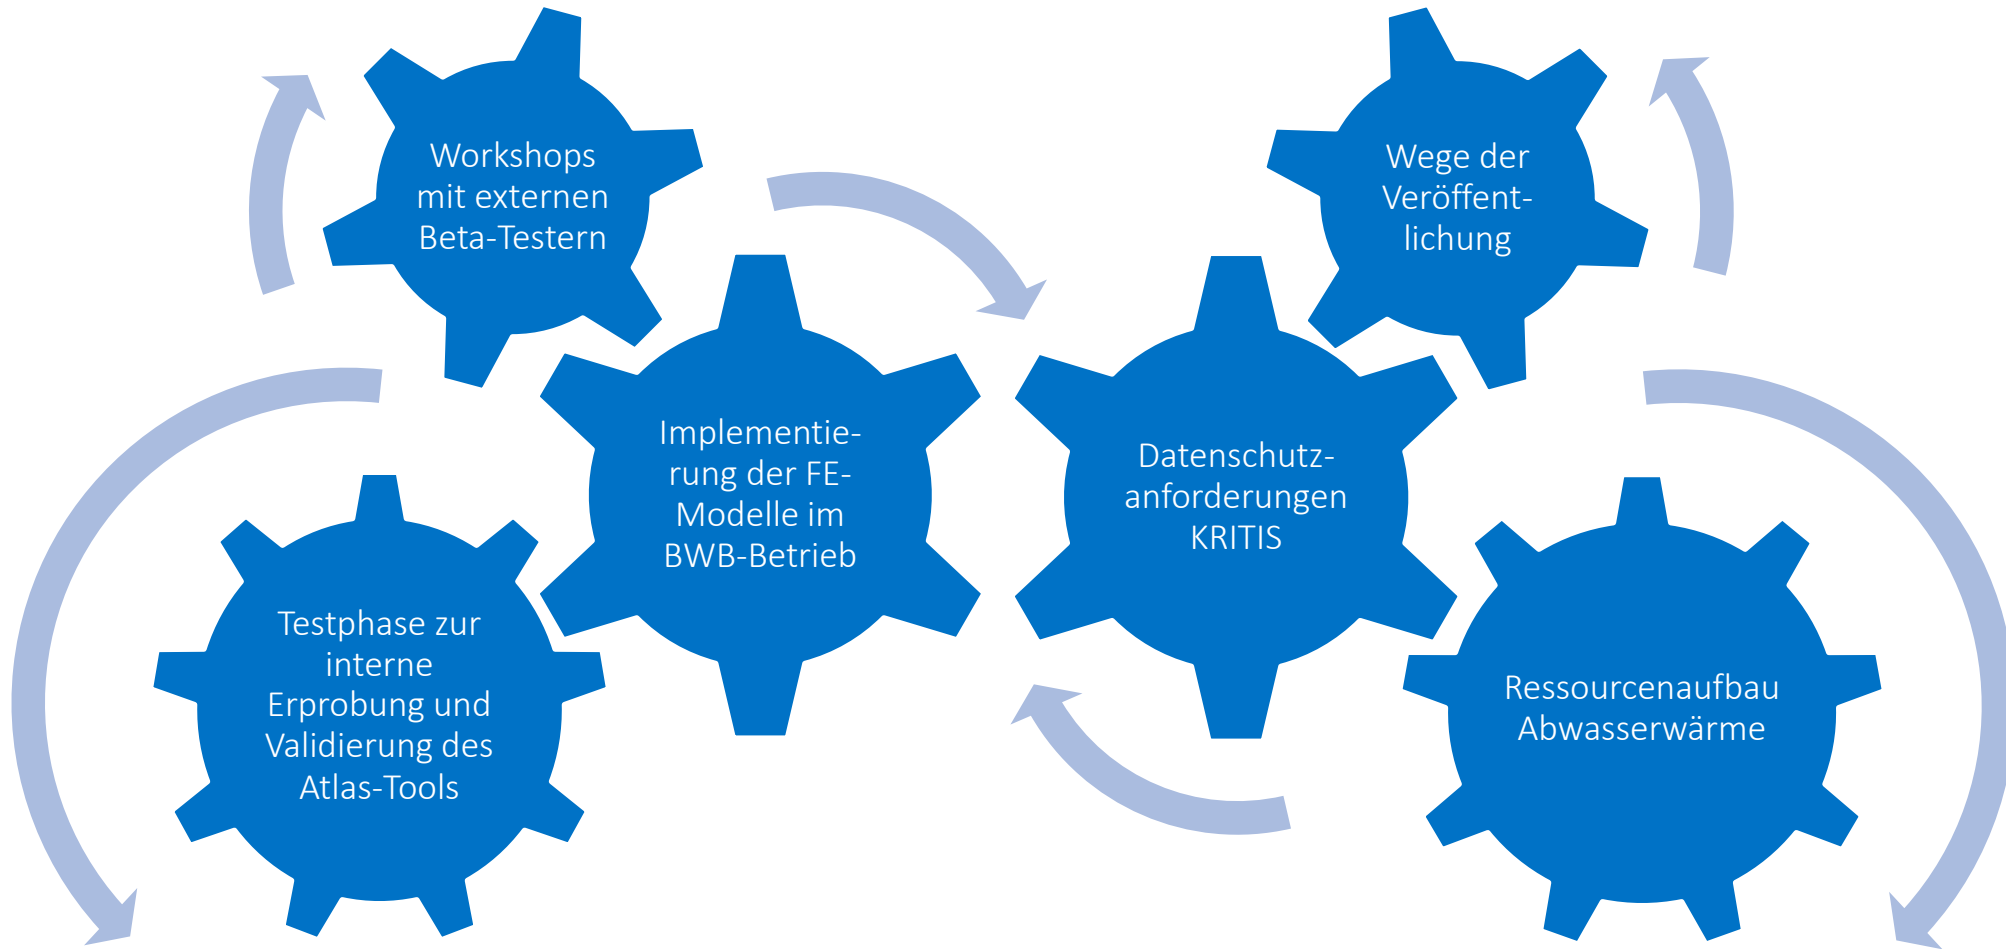 Workshops
mit externen
Beta-Testern
Implementie-
rung der FE-
Modelle im
BWB-Betrieb
Testphase zur
interne
Erprobung und
Validierung des
Atlas-Tools
Wege der
Veröffent-
lichung
Datenschutz-
anforderungen
KRITIS
Ressourcenaufbau
Abwasserwärme